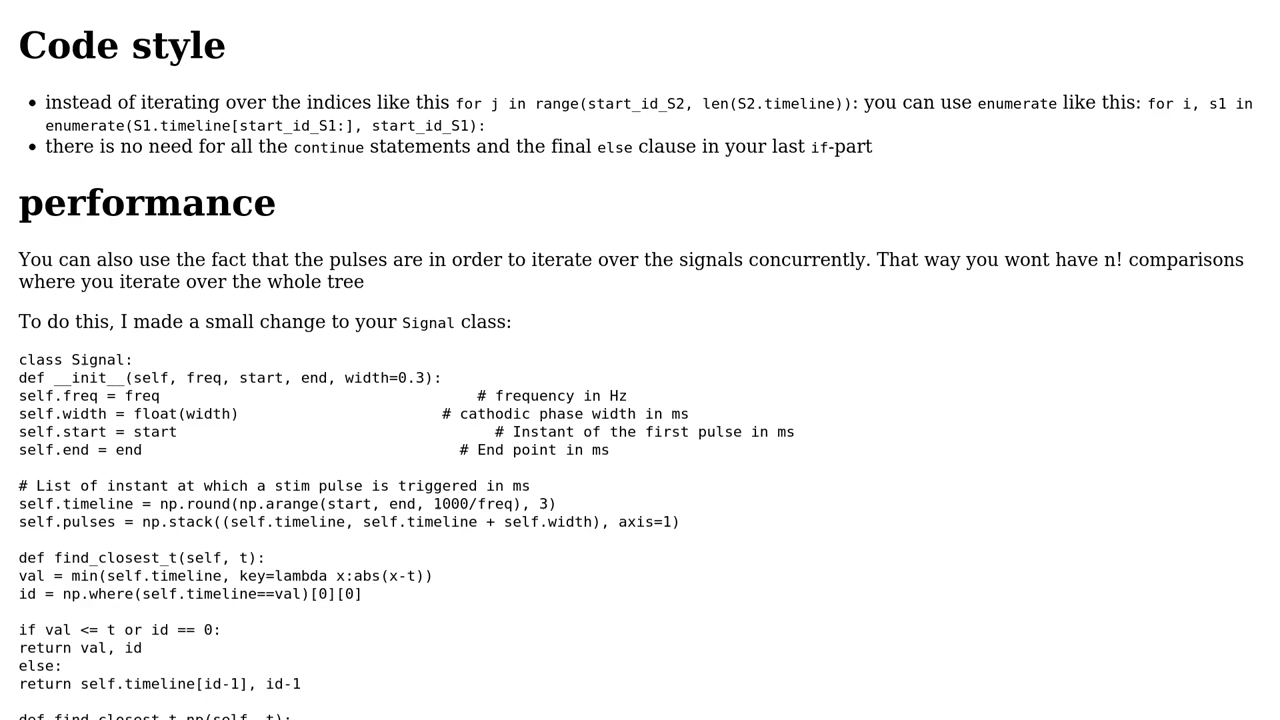 Code style
• instead of iterating over the indices like this for j in range(start_id_S2, len(S2.timeline)): you can use enumerate like this: for i, s1 in
enumerate(S1.timeline[start_id_S1:], start_id_S1):
• there is no need for all the continue statements and the final else clause in your last if-part
performance
You can also use the fact that the pulses are in order to iterate over the signals concurrently. That way you wont have n! comparisons
where you iterate over the whole tree
To do this, I made a small change to your Signal class:
class Signal:
def __init__(self, freq, start, end, width=0.3):
self.freq = freq                                    # frequency in Hz
self.width = float(width)                       # cathodic phase width in ms
self.start = start                                    # Instant of the first pulse in ms
self.end = end                                    # End point in ms
# List of instant at which a stim pulse is triggered in ms
self.timeline = np.round(np.arange(start, end, 1000/freq), 3)
self.pulses = np.stack((self.timeline, self.timeline + self.width), axis=1)
def find_closest_t(self, t):
val = min(self.timeline, key=lambda x:abs(x-t))
id = np.where(self.timeline==val)[0][0]
if val <= t or id == 0:
return val, id
else:
return self.timeline[id-1], id-1
def find_closest_t_np(self, t):